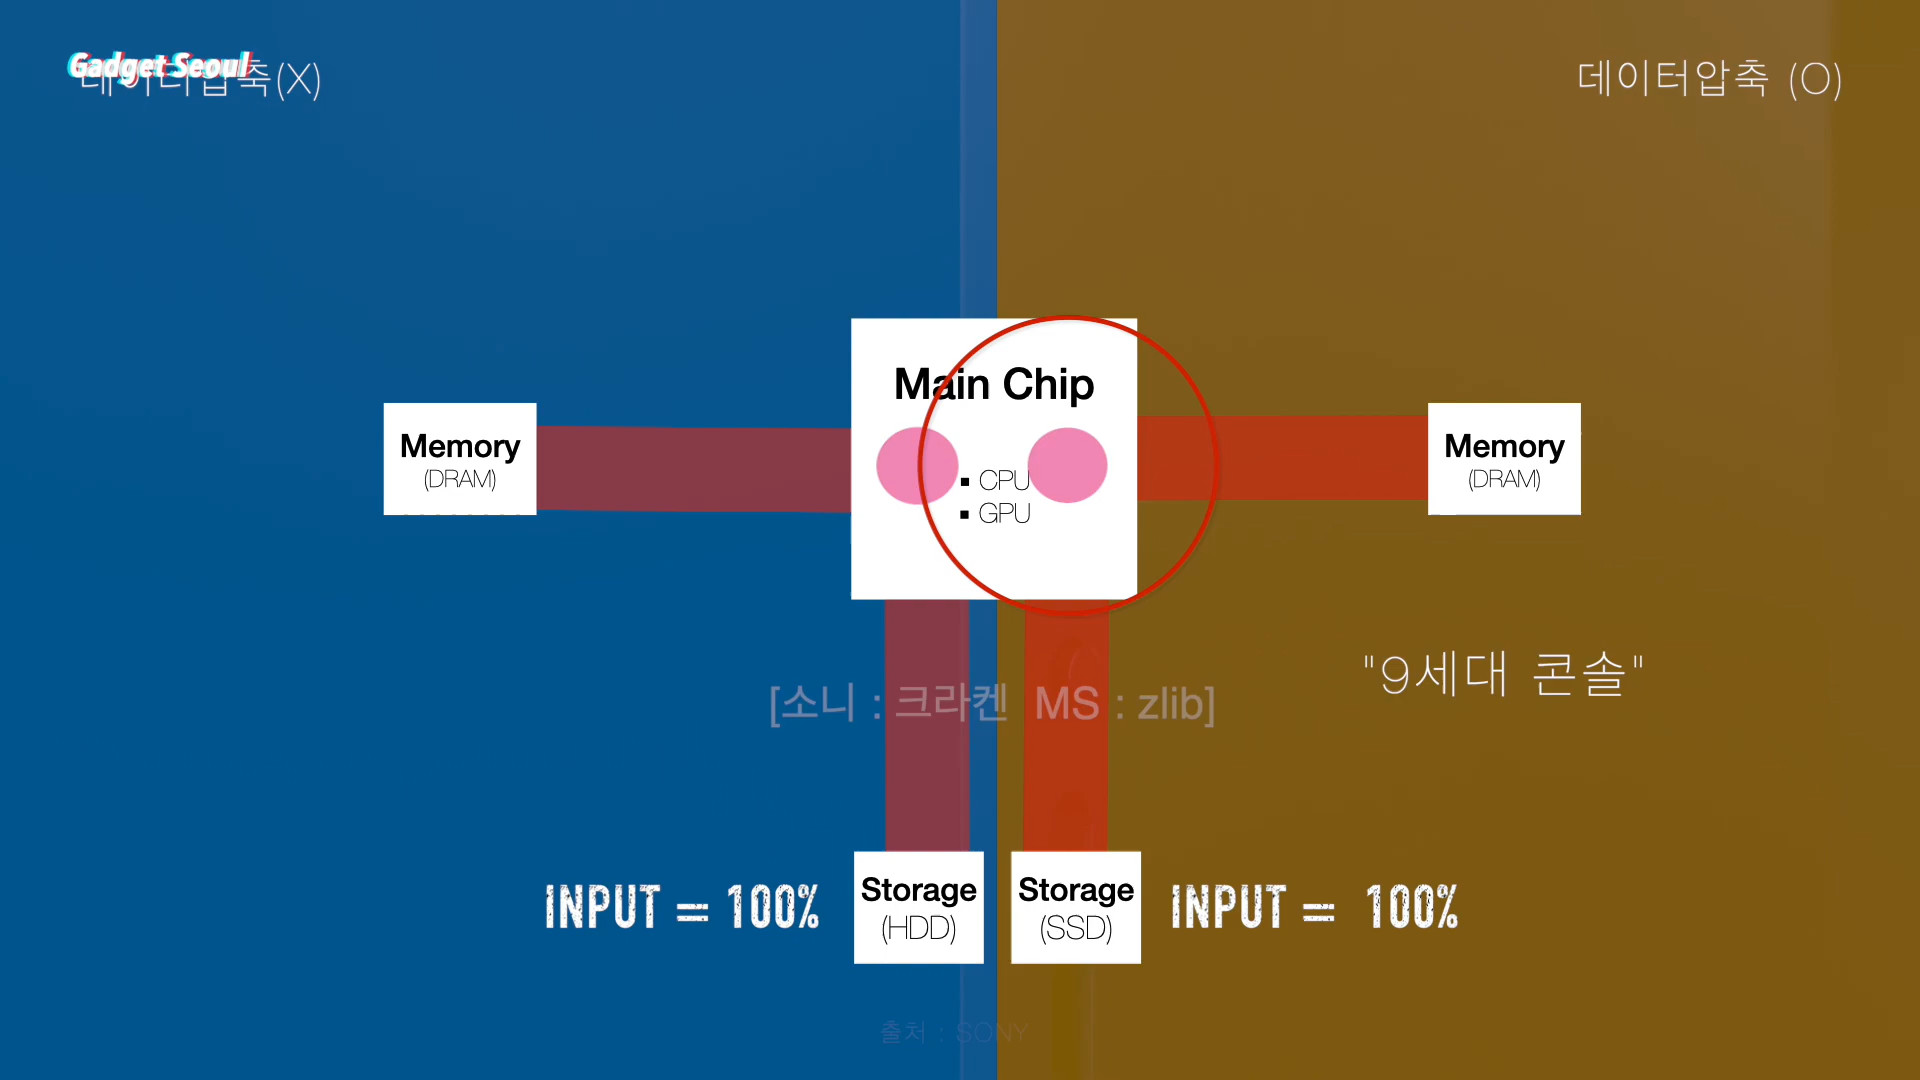 Gadget Seoul
데이터압축(X)
데이터압축 (O)
Main Chip
▪ CPU
▪ GPU
Memory
(DRAM)
Memory
(DRAM)
"9세대 콘솔"
[소니 : 크라켄 MS : zlib]
INPUT = 100%
Storage
(HDD)
Storage
(SSD)
INPUT = 100%
출처 : SONY